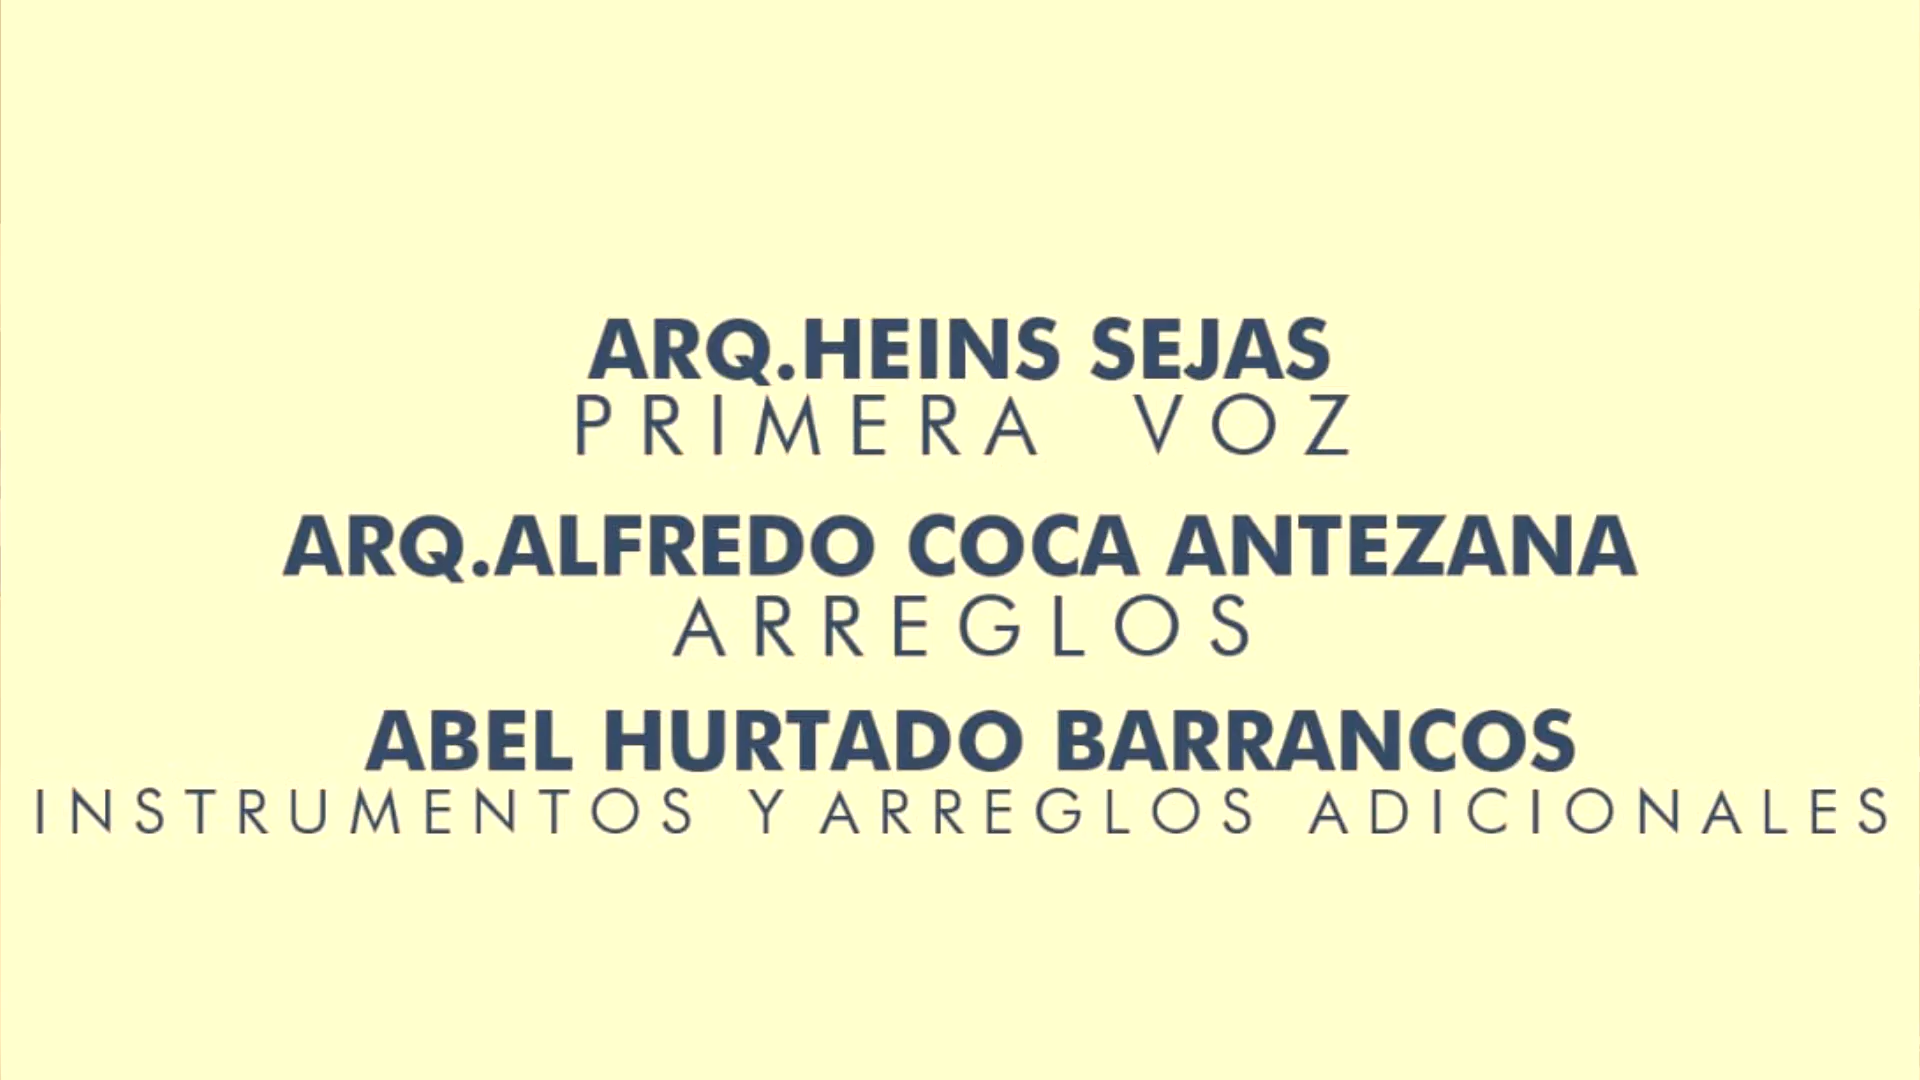 ARQ.HEINS SEJAS
PRIMERA VOZ
ARQ.ALFREDO COCA ANTEZANA
ARREGLOS
ABEL HURTADO BARRANCOS
INSTRUMENTOS Y ARREGLOS ADICIONALES